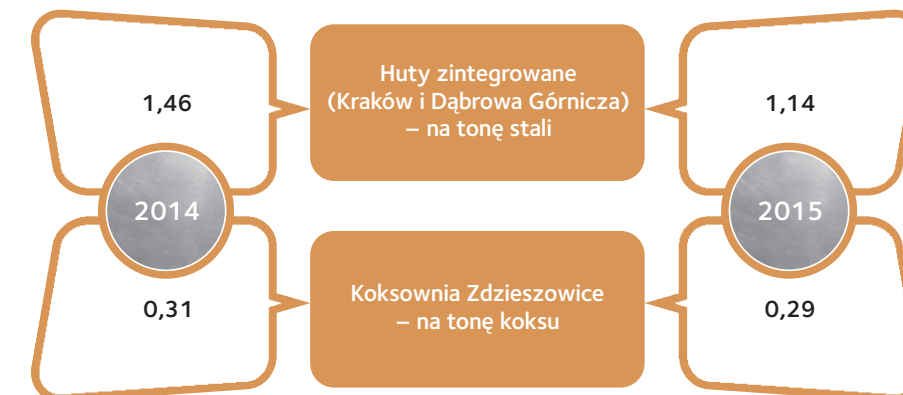 1,46
Huty zintegrowane
(Kraków i Dąbrowa Górnicza)
– na tonę stali
1,14
2014
2015
0,31
Koksownia Zdzieszowice
– na tonę koksu
0,29